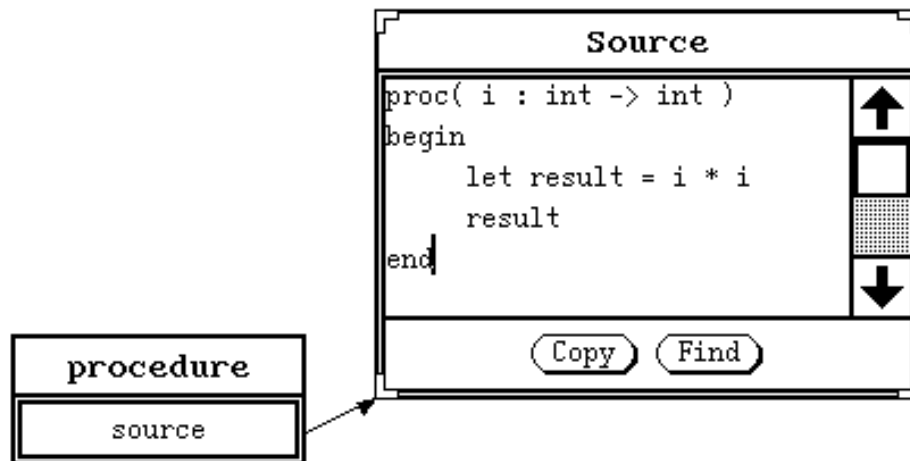 Source
proc( i : int -> int )
begin
let result = i * i
result
end
Copy Find
procedure
source